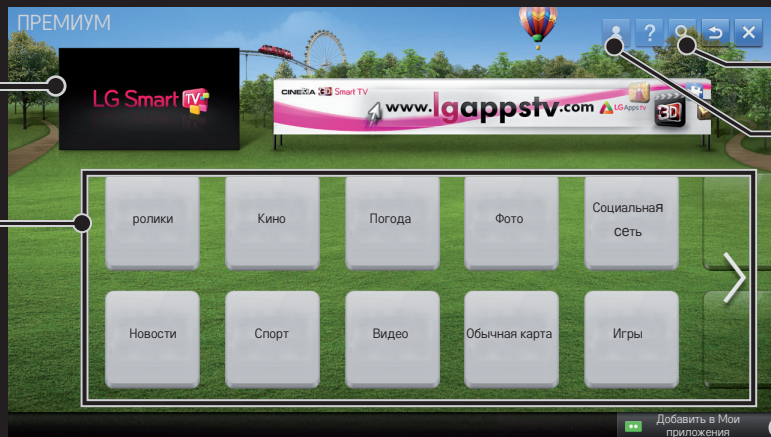 ПРЕМИУМ
?
LG Smart TV
CINEMA 3D Smart TV
www.lgappstv.com
LG Apps TV
3D
ролики
Кино
Погода
Фото
Социальная
сеть
Новости
Спорт
Видео
Обычная карта
Игры
Добавить в Мои
приложения